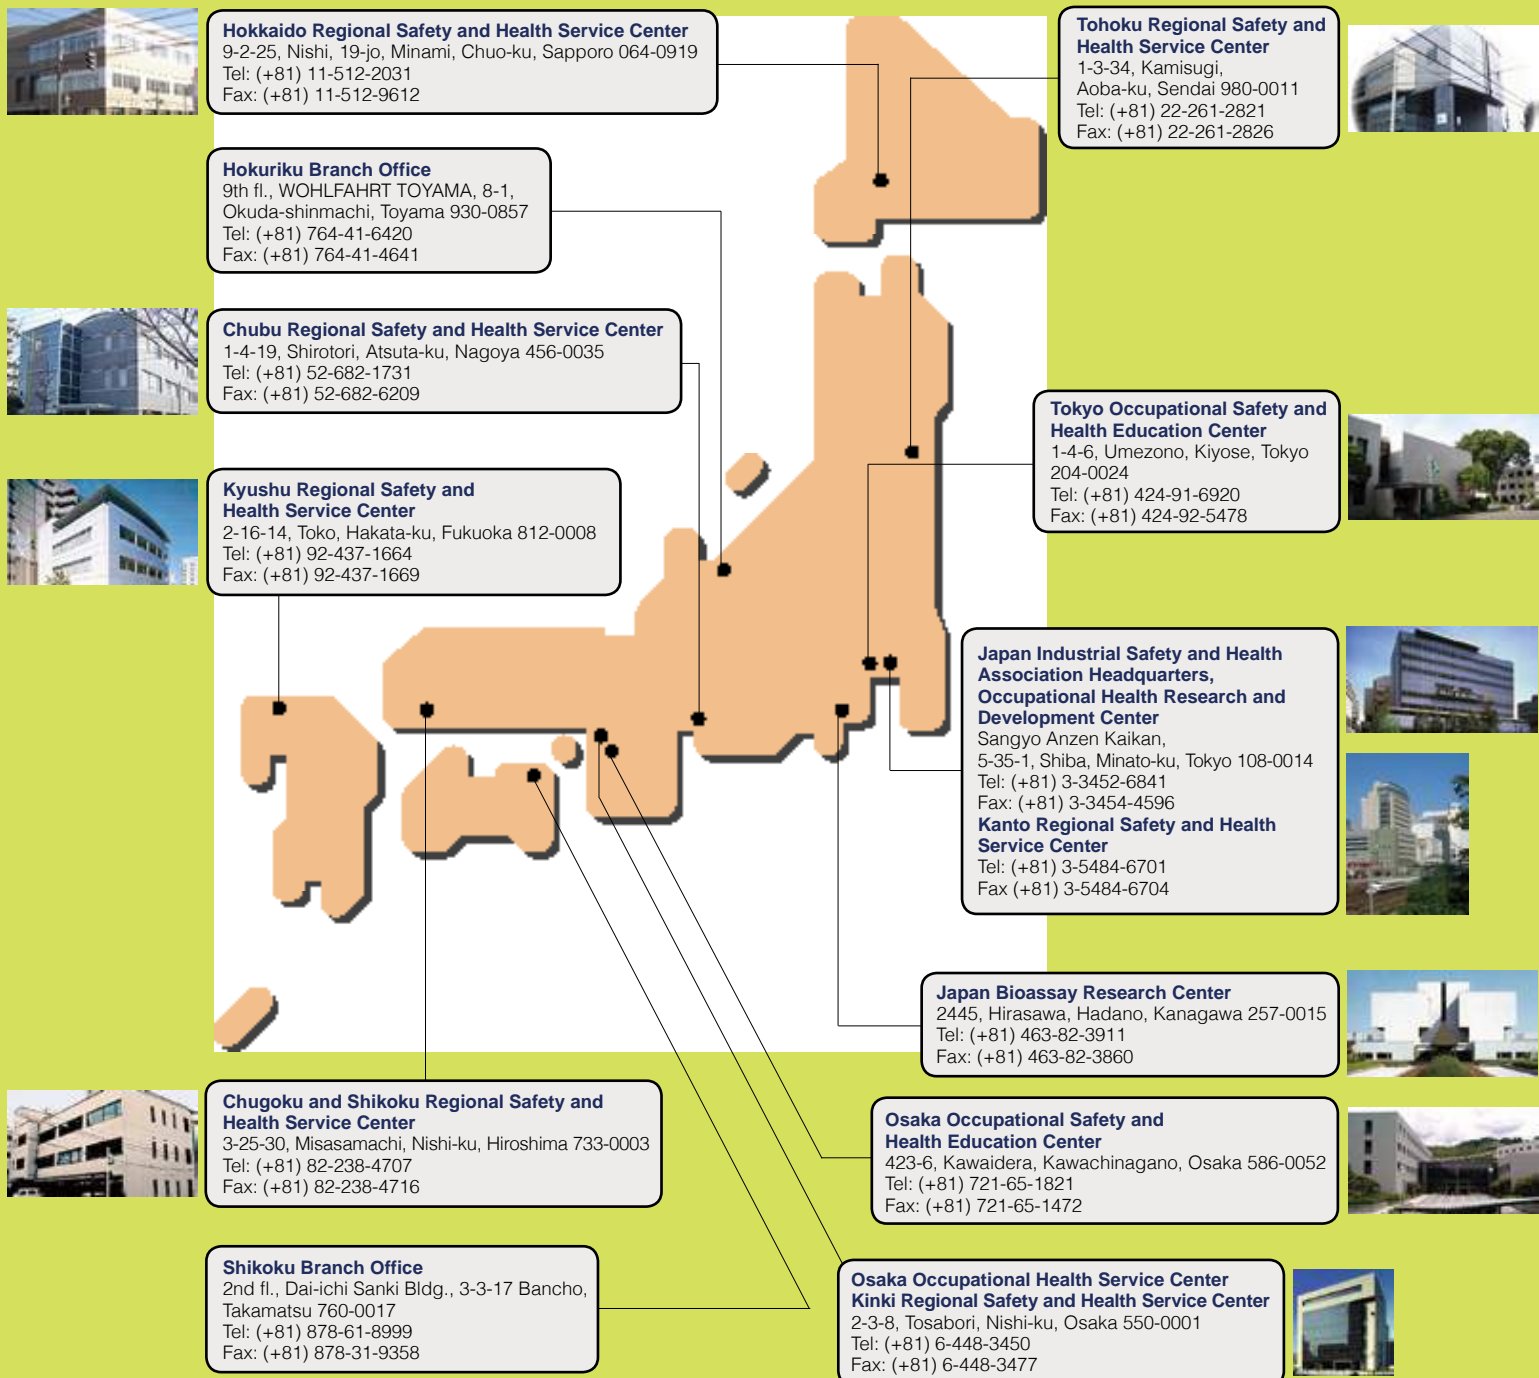 Hokkaido Regional Safety and Health Service Center
9-2-25, Nishi, 19-jo, Minami, Chuo-ku, Sapporo 064-0919
Tel: (+81) 11-512-2031
Fax: (+81) 11-512-9612
Tohoku Regional Safety and
Health Service Center
1-3-34, Kamisugi,
Aoba-ku, Sendai 980-0011
Tel: (+81) 22-261-2821
Fax: (+81) 22-261-2826
Hokuriku Branch Office
9th fl., WOHLFAHRT TOYAMA, 8-1,
Okuda-shinmachi, Toyama 930-0857
Tel: (+81) 764-41-6420
Fax: (+81) 764-41-4641
Chubu Regional Safety and Health Service Center
1-4-19, Shirotori, Atsuta-ku, Nagoya 456-0035
Tel: (+81) 52-682-1731
Fax: (+81) 52-682-6209
Tokyo Occupational Safety and
Health Education Center
1-4-6, Umezono, Kiyose, Tokyo
204-0024
Tel: (+81) 424-91-6920
Fax: (+81) 424-92-5478
Kyushu Regional Safety and
Health Service Center
2-16-14, Toko, Hakata-ku, Fukuoka 812-0008
Tel: (+81) 92-437-1664
Fax: (+81) 92-437-1669
Japan Industrial Safety and Health
Association Headquarters,
Occupational Health Research and
Development Center
Sangyo Anzen Kaikan,
5-35-1, Shiba, Minato-ku, Tokyo 108-0014
Tel: (+81) 3-3452-6841
Fax: (+81) 3-3454-4596
Kanto Regional Safety and Health
Service Center
Tel: (+81) 3-5484-6701
Fax (+81) 3-5484-6704
Japan Bioassay Research Center
2445, Hirasawa, Hadano, Kanagawa 257-0015
Tel: (+81) 463-82-3911
Fax: (+81) 463-82-3860
Chugoku and Shikoku Regional Safety and
Health Service Center
3-25-30, Misasamachi, Nishi-ku, Hiroshima 733-0003
Tel: (+81) 82-238-4707
Fax: (+81) 82-238-4716
Osaka Occupational Safety and
Health Education Center
423-6, Kawaidera, Kawachinagano, Osaka 586-0052
Tel: (+81) 721-65-1821
Fax: (+81) 721-65-1472
Shikoku Branch Office
2nd fl., Dai-ichi Sanki Bldg., 3-3-17 Bancho,
Takamatsu 760-0017
Tel: (+81) 878-61-8999
Fax: (+81) 878-31-9358
Osaka Occupational Health Service Center
Kinki Regional Safety and Health Service Center
2-3-8, Tosabori, Nishi-ku, Osaka 550-0001
Tel: (+81) 6-448-3450
Fax: (+81) 6-448-3477